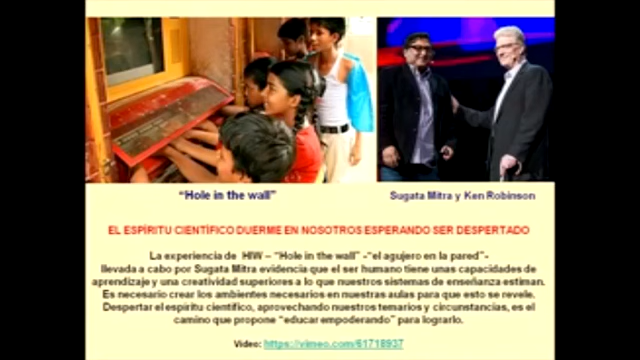 "Hole in the wall"
Sugata Mitra y Ken Robinson
EL ESPÍRITU CIENTÍFICO DUERME EN NOSOTROS ESPERANDO SER DESPERTADO
La experiencia de HIW – "Hole in the wall" -"el agujero en la pared"-
llevada a cabo por Sugata Mitra evidencia que el ser humano tiene unas capacidades de
aprendizaje y una creatividad superiores a lo que nuestros sistemas de enseñanza estiman.
Es necesario crear los ambientes necesarios en nuestras aulas para que esto se revele.
Despertar el espíritu científico, aprovechando nuestros temarios y circunstancias, es el
camino que propone "educar empoderando" para lograrlo.
Video: https://vimeo.com/61718937